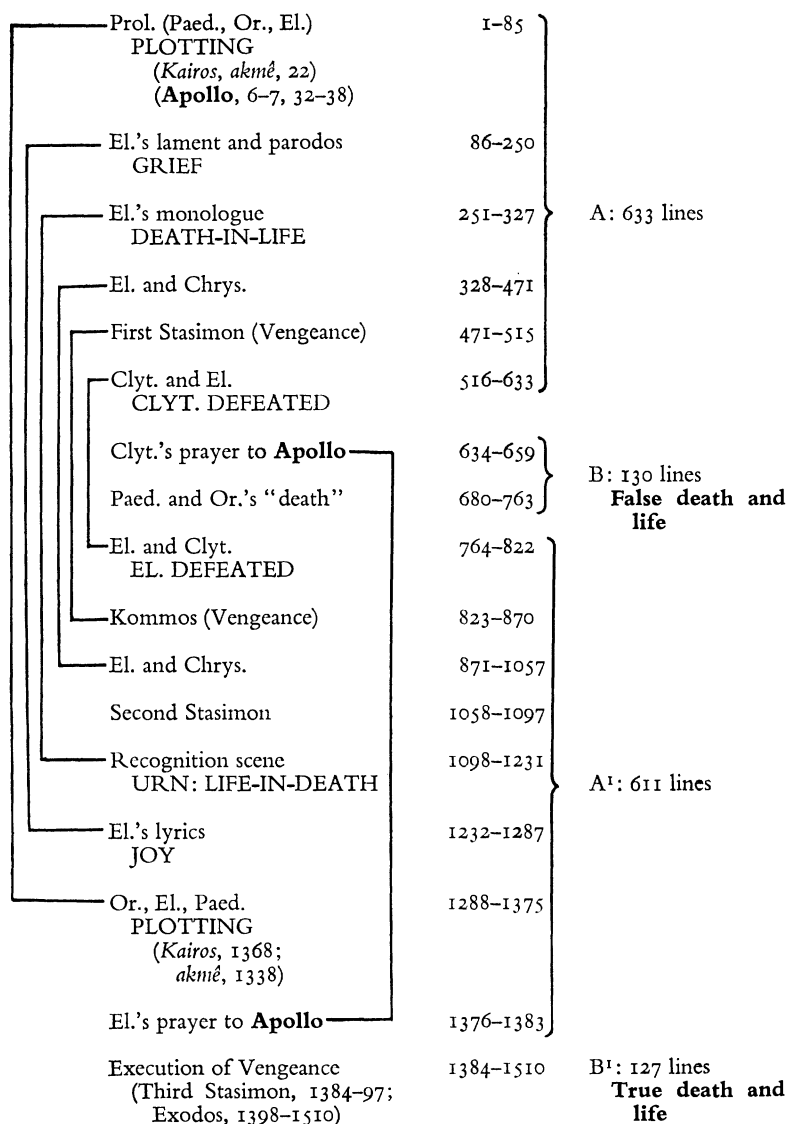 Prol. (Paed., Or., El.) 1–85
PLOTTING
(Kairos, akmê, 22)
(Apollo, 6–7, 32–38)
El.'s lament and parodos 86–250
GRIEF
El.'s monologue 251–327 A: 633 lines
DEATH-IN-LIFE
El. and Chrys. 328–471
First Stasimon (Vengeance) 471–515
Clyt. and El. 516–633
CLYT. DEFEATED
Clyt.'s prayer to Apollo 634–659
B: 130 lines
Paed. and Or.'s "death" 680–763 False death and
life
El. and Clyt. 764–822
EL. DEFEATED
Kommos (Vengeance) 823–870
El. and Chrys. 871–1057
Second Stasimon 1058–1097
Recognition scene 1098–1231
URN: LIFE-IN-DEATH A¹: 611 lines
El.'s lyrics 1232–1287
JOY
Or., El., Paed. 1288–1375
PLOTTING
(Kairos, 1368;
akmê, 1338)
El.'s prayer to Apollo 1376–1383
Execution of Vengeance 1384–1510 B¹: 127 lines
(Third Stasimon, 1384–97; True death and
Exodos, 1398–1510) life